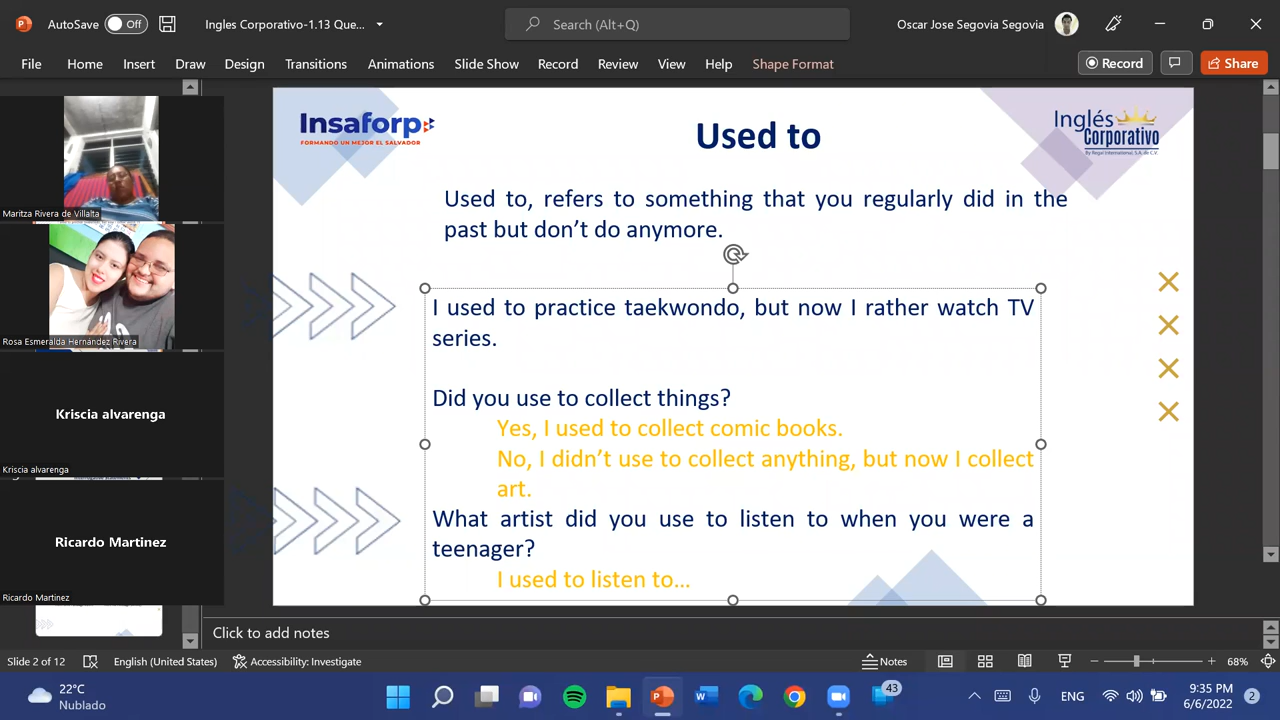 AutoSave Off Ingles Corporativo-1.13 Que... Search (Alt+Q) Oscar Jose Segovia Segovia
File Home Insert Draw Design Transitions Animations Slide Show Record Review View Help Shape Format Record Share
Insaforp
FORMANDO UN MEJOR EL SALVADOR
Inglés
Corporativo
By Regal International, S.A. de C.V.
Used to
Used to, refers to something that you regularly did in the
past but don't do anymore.
I used to practice taekwondo, but now I rather watch TV
series.
Did you use to collect things?
Yes, I used to collect comic books.
No, I didn't use to collect anything, but now I collect
art.
What artist did you use to listen to when you were a
teenager?
I used to listen to...
Maritza Rivera de Villalta
Rosa Esmeralda Hernández Rivera
Kriscia alvarenga
Kriscia alvarenga
Ricardo Martinez
Ricardo Martinez
Click to add notes
Slide 2 of 12 English (United States) Accessibility: Investigate Notes 68%
22°C
Nublado
43
ENG
9:35 PM
6/6/2022
2